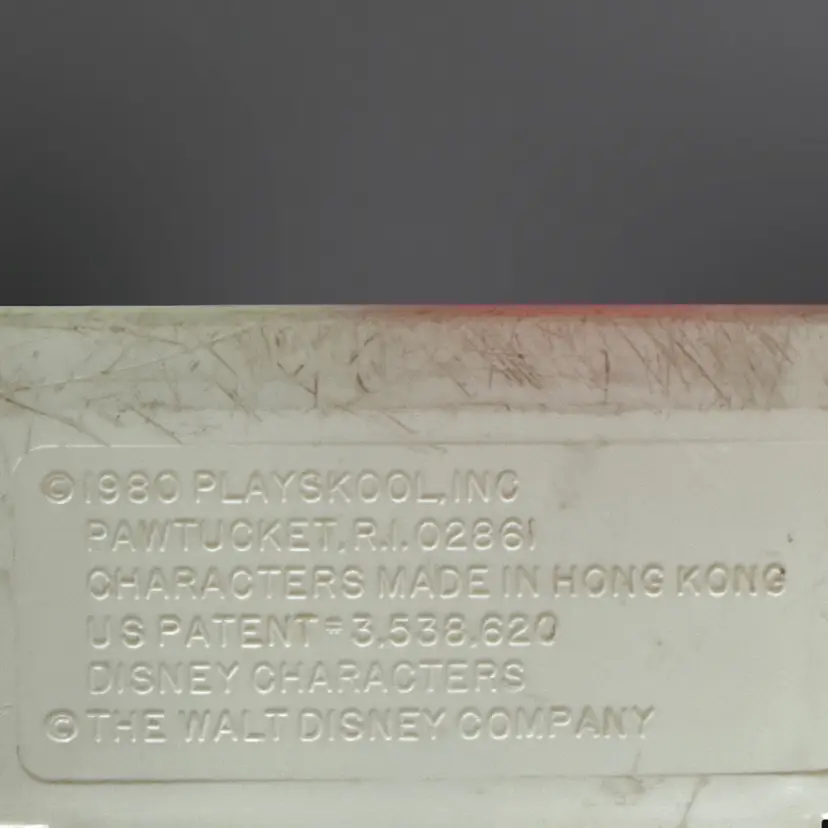 ©1980 PLAYSKOOL, INC
PAWTUCKET, R.I. 02861
CHARACTERS MADE IN HONG KONG
US PATENT # 3,538,620
DISNEY CHARACTERS
© THE WALT DISNEY COMPANY